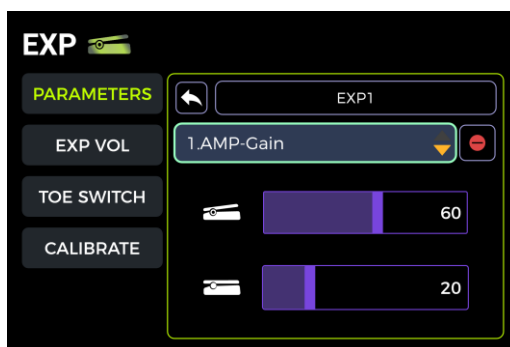 EXP
PARAMETERS
EXP VOL
TOE SWITCH
CALIBRATE
EXP1
1.AMP-Gain
60
20